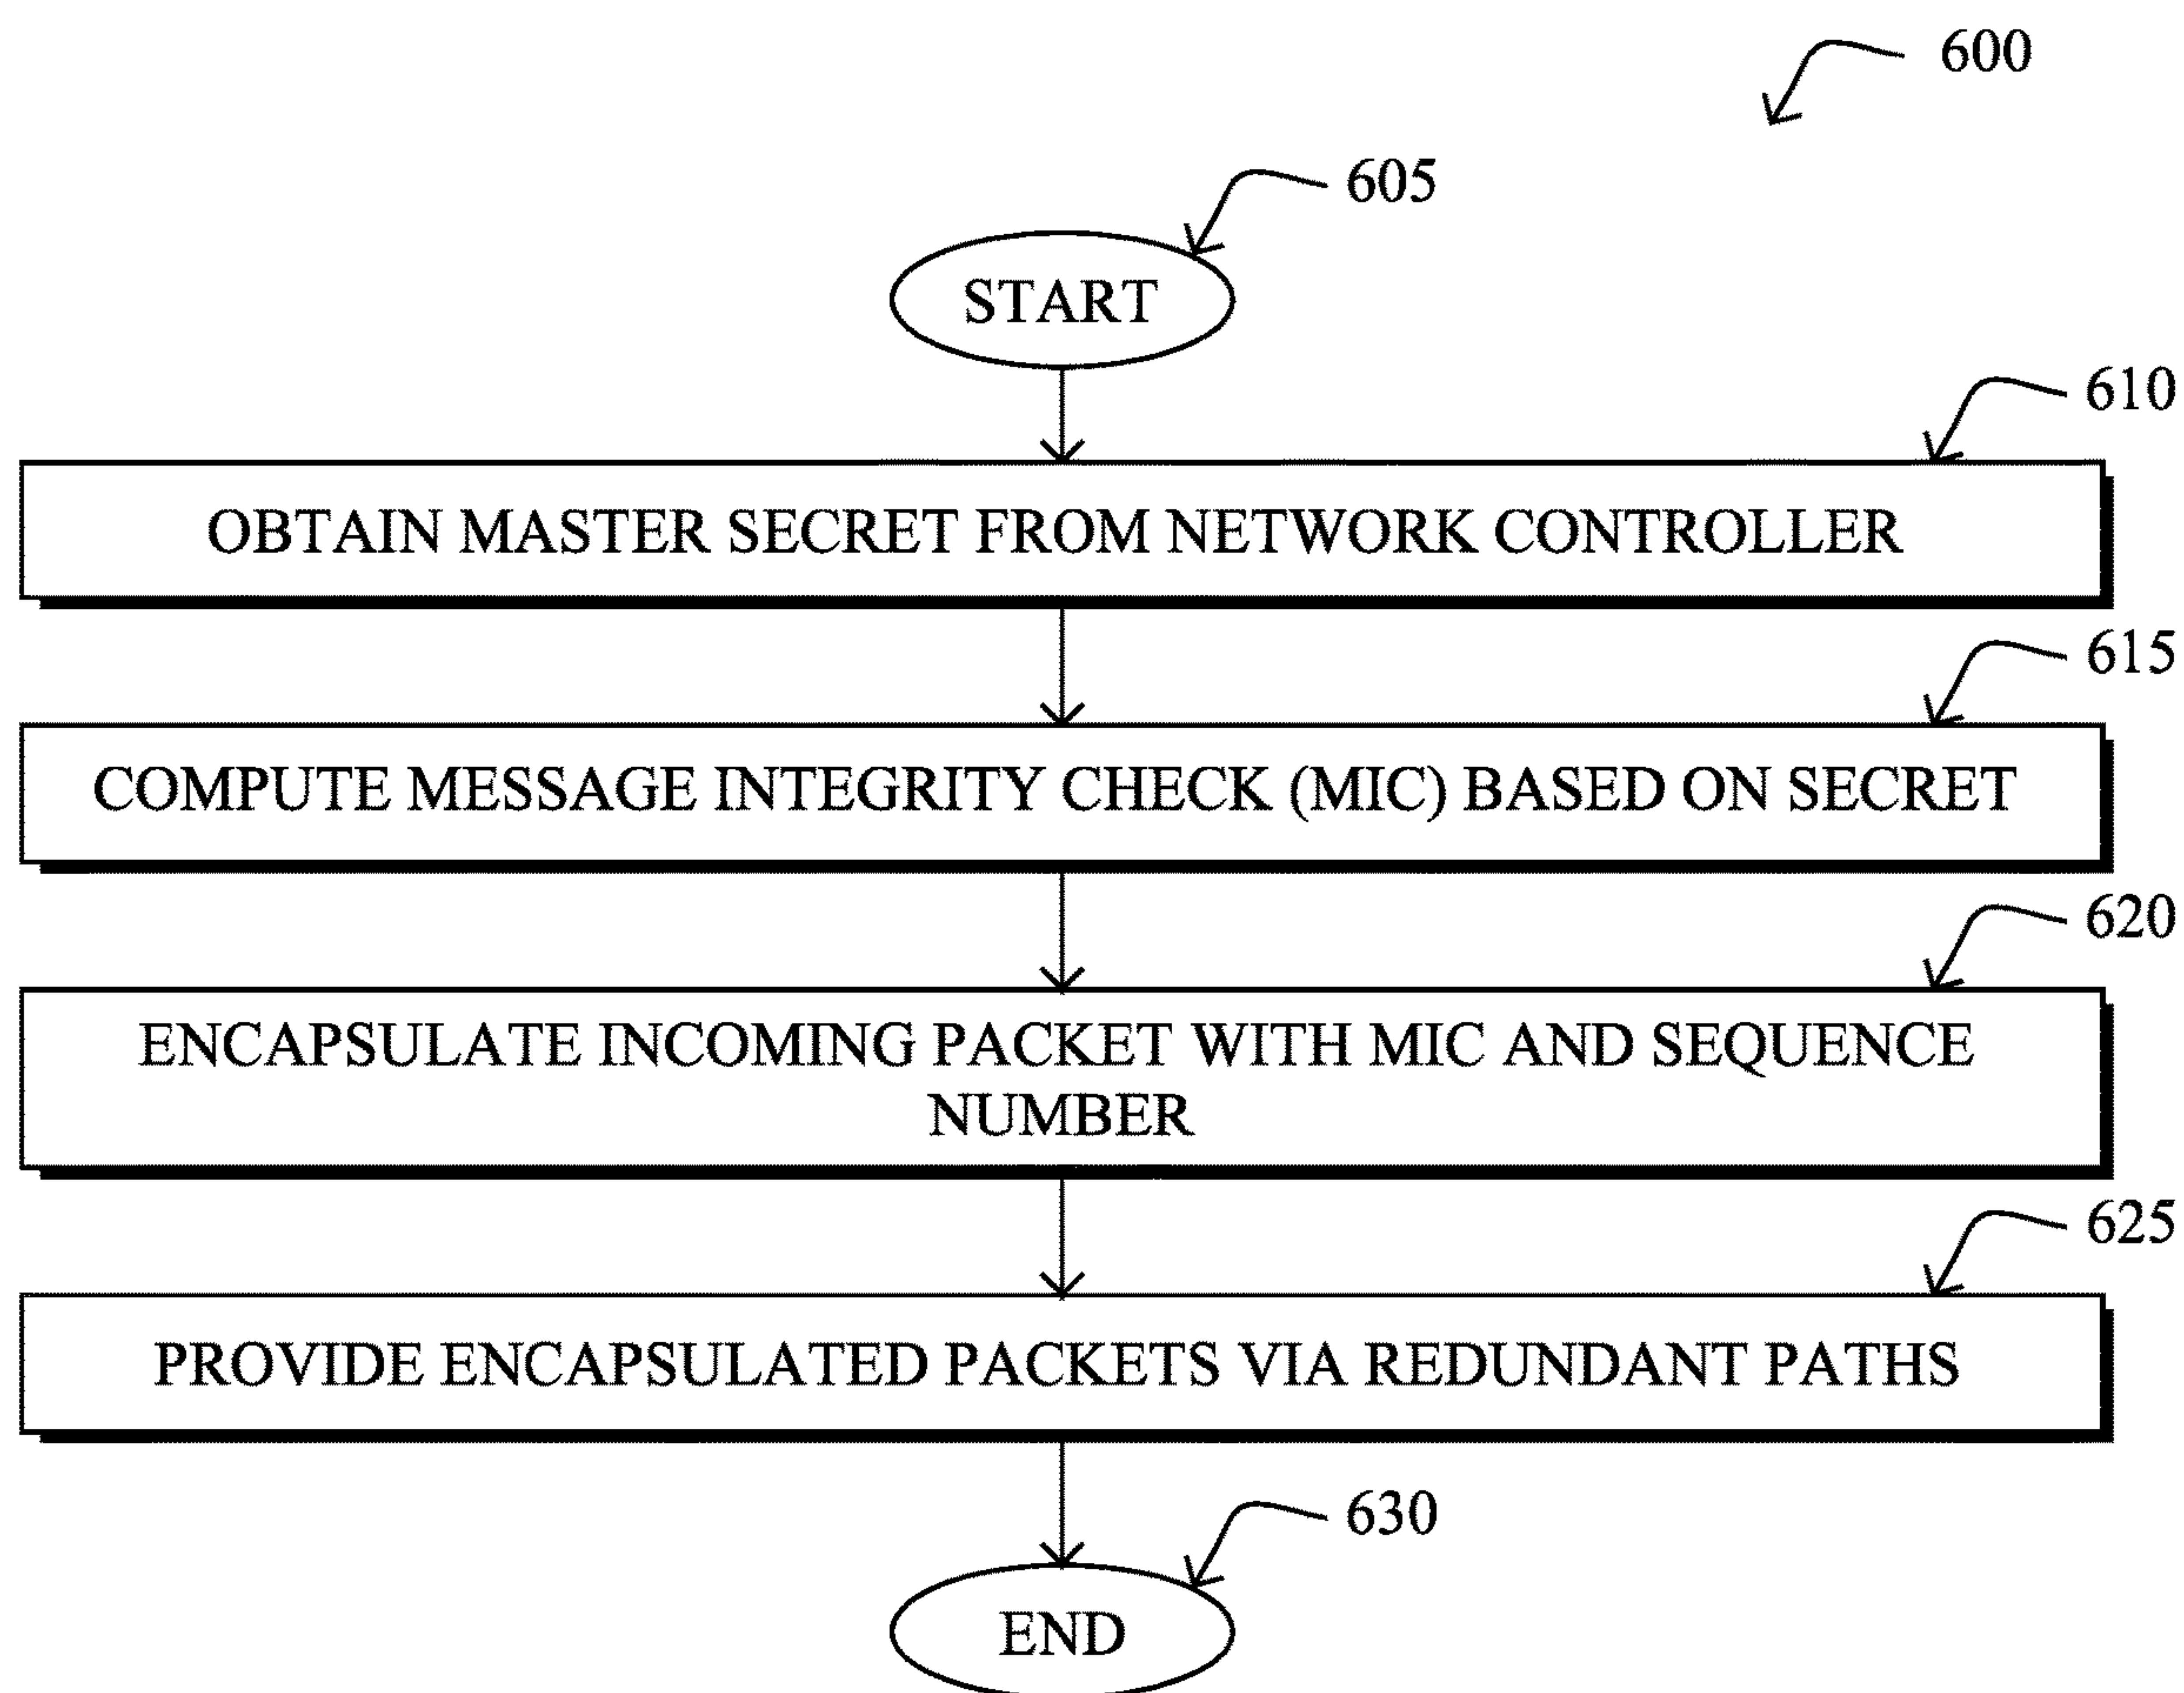 600
605
START
610
OBTAIN MASTER SECRET FROM NETWORK CONTROLLER
615
COMPUTE MESSAGE INTEGRITY CHECK (MIC) BASED ON SECRET
620
ENCAPSULATE INCOMING PACKET WITH MIC AND SEQUENCE
NUMBER
625
PROVIDE ENCAPSULATED PACKETS VIA REDUNDANT PATHS
630
END